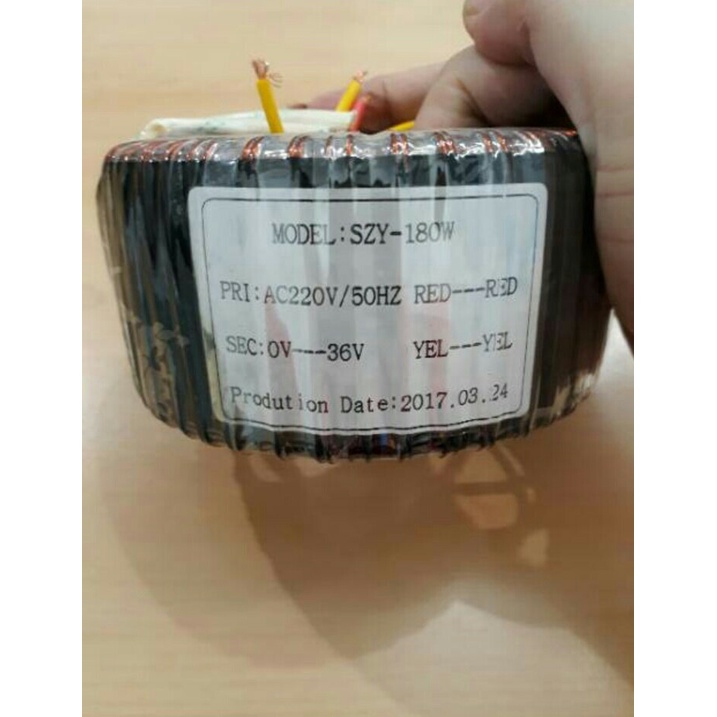 MODEL:SZY-180W
PRI:AC220V/50HZ RED---RED
SEC:0V---36V YEL---YEL
Prodution Date:2017.03.24